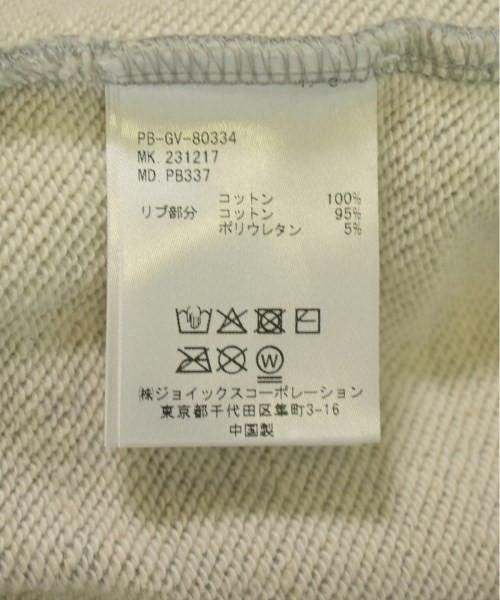 PB-GV-80334
MK. 231217
MD. PB337
コットン 100%
リブ部分 コットン 95%
ポリウレタン 5%
W
㈱ジョイックスコーポレーション
東京都千代田区隼町3-16
中国製